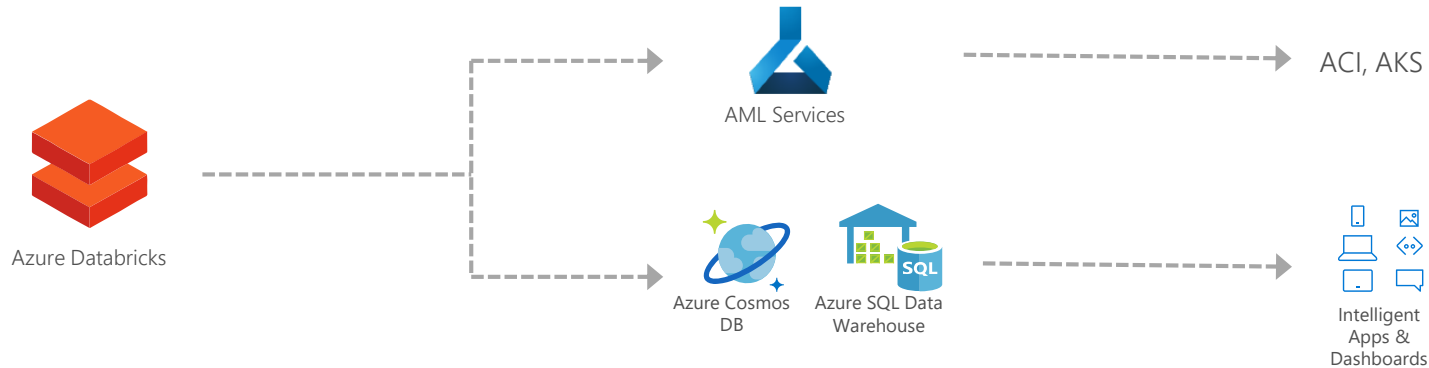 AML Services
ACI, AKS
Azure Databricks
SQL
Azure Cosmos
DB
Azure SQL Data
Warehouse
Intelligent
Apps &
Dashboards